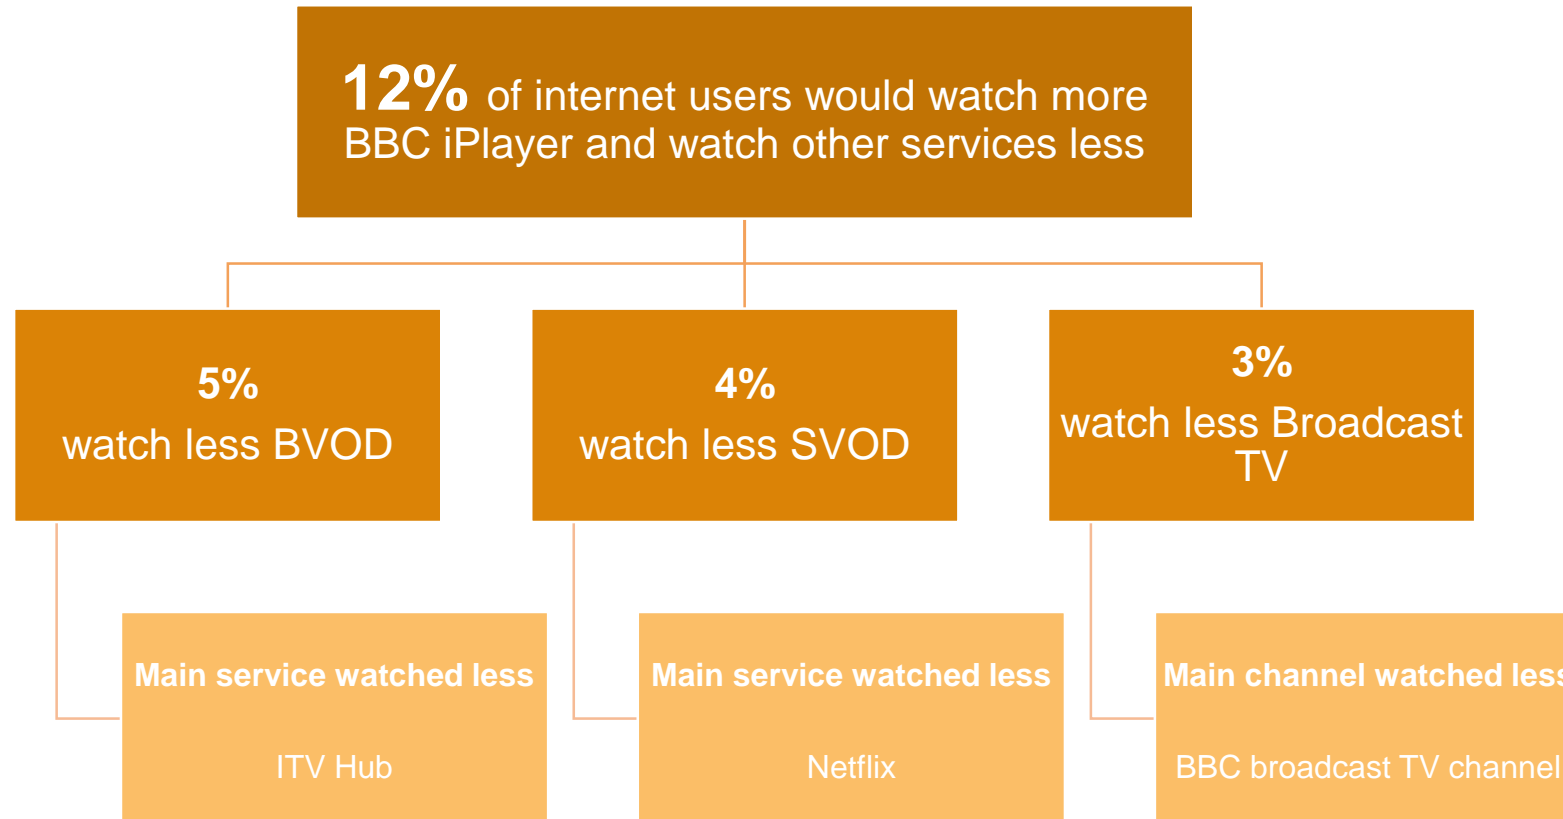 12% of internet users would watch more
BBC iPlayer and watch other services less
5%
watch less BVOD
4%
watch less SVOD
3%
watch less Broadcast
TV
Main service watched less
ITV Hub
Main service watched less
Netflix
Main channel watched less
BBC broadcast TV channel